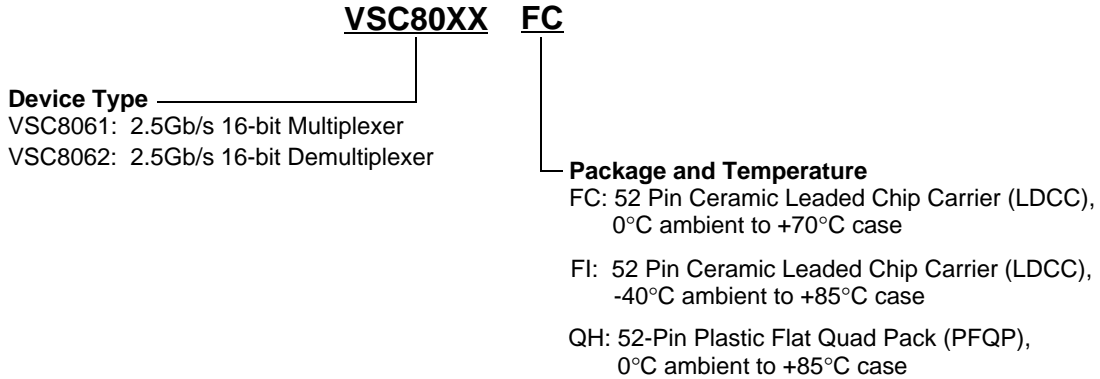 VSC80XX FC
Device Type
VSC8061: 2.5Gb/s 16-bit Multiplexer
VSC8062: 2.5Gb/s 16-bit Demultiplexer
Package and Temperature
FC: 52 Pin Ceramic Leaded Chip Carrier (LDCC),
0°C ambient to +70°C case
FI: 52 Pin Ceramic Leaded Chip Carrier (LDCC),
-40°C ambient to +85°C case
QH: 52-Pin Plastic Flat Quad Pack (PFQP),
0°C ambient to +85°C case